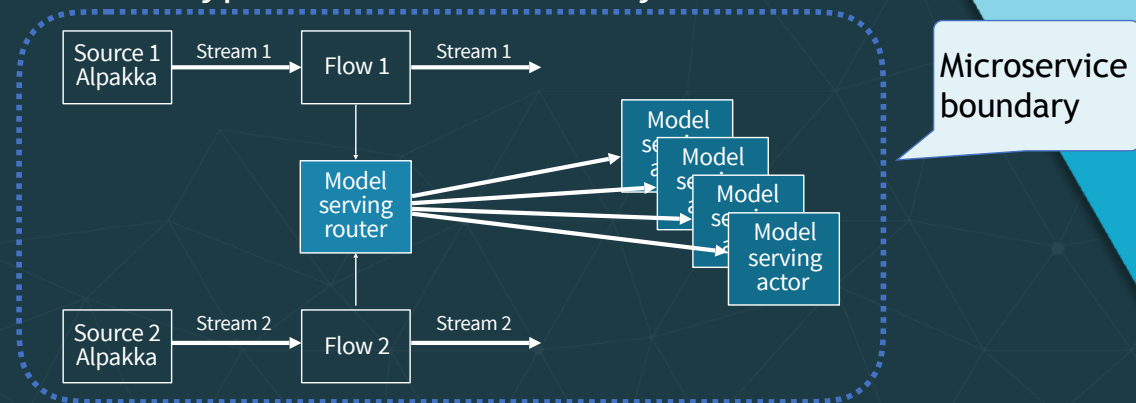 Source 1
Alpakka
Stream 1
Flow 1
Stream 1
Microservice
boundary
Model
Model
Model
Model
serving
actor
Model
serving
router
Source 2
Alpakka
Stream 2
Flow 2
Stream 2